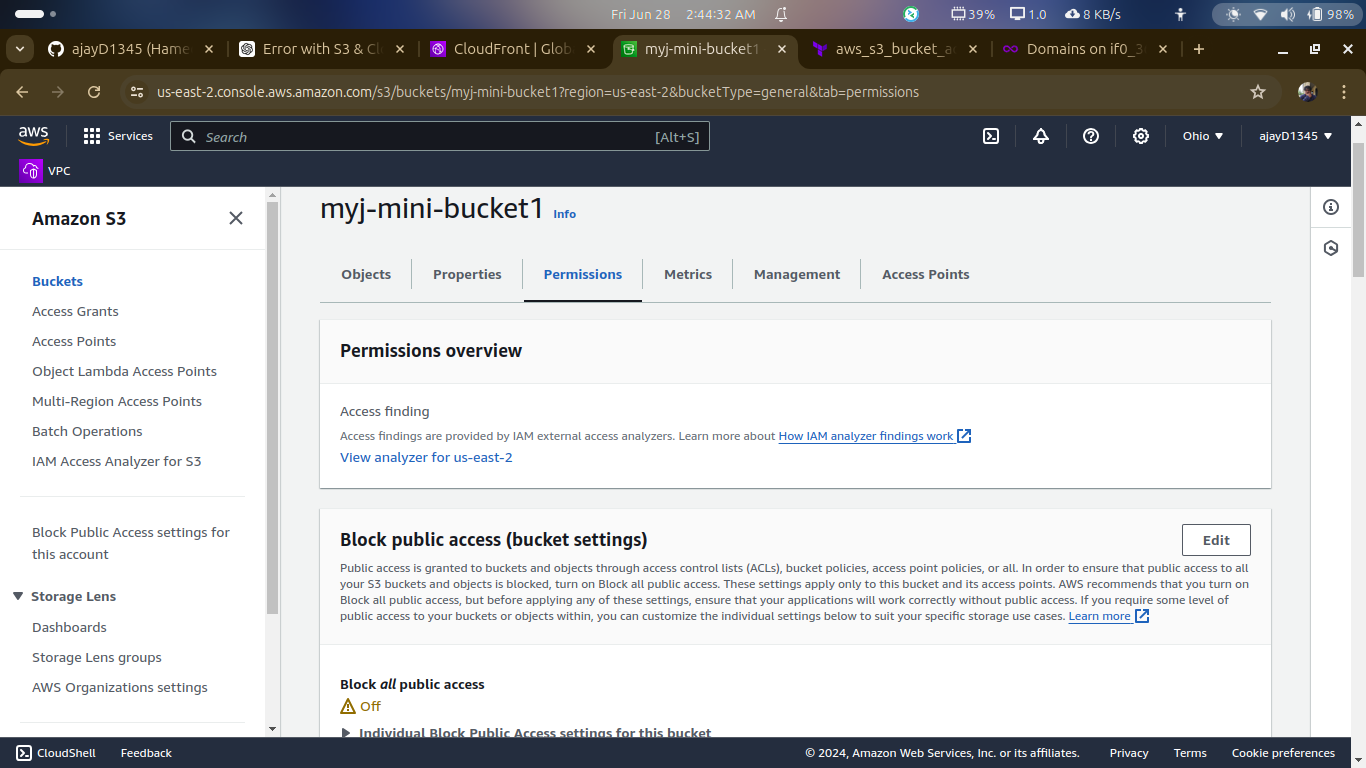 Fri Jun 28 2:44:32 AM 39% 1.0 8 KB/s 98%
ajayD1345 (Hame Error with S3 & Cl CloudFront | Glob myj-mini-bucket1 aws_s3_bucket_a Domains on if0_3
us-east-2.console.aws.amazon.com/s3/buckets/myj-mini-bucket1?region=us-east-2&bucketType=general&tab=permissions
aws Services Search [Alt+S] Ohio ajayD1345
VPC
Amazon S3
Buckets
Access Grants
Access Points
Object Lambda Access Points
Multi-Region Access Points
Batch Operations
IAM Access Analyzer for S3
Block Public Access settings for
this account
Storage Lens
Dashboards
Storage Lens groups
AWS Organizations settings
myj-mini-bucket1 Info
Objects Properties Permissions Metrics Management Access Points
Permissions overview
Access finding
Access findings are provided by IAM external access analyzers. Learn more about How IAM analyzer findings work
View analyzer for us-east-2
Block public access (bucket settings) Edit
Public access is granted to buckets and objects through access control lists (ACLs), bucket policies, access point policies, or all. In order to ensure that public access to all
your S3 buckets and objects is blocked, turn on Block all public access. These settings apply only to this bucket and its access points. AWS recommends that you turn on
Block all public access, but before applying any of these settings, ensure that your applications will work correctly without public access. If you require some level of
public access to your buckets or objects within, you can customize the individual settings below to suit your specific storage use cases. Learn more
Block all public access
Off
Individual Block Public Access settings for this bucket
CloudShell Feedback © 2024, Amazon Web Services, Inc. or its affiliates. Privacy Terms Cookie preferences